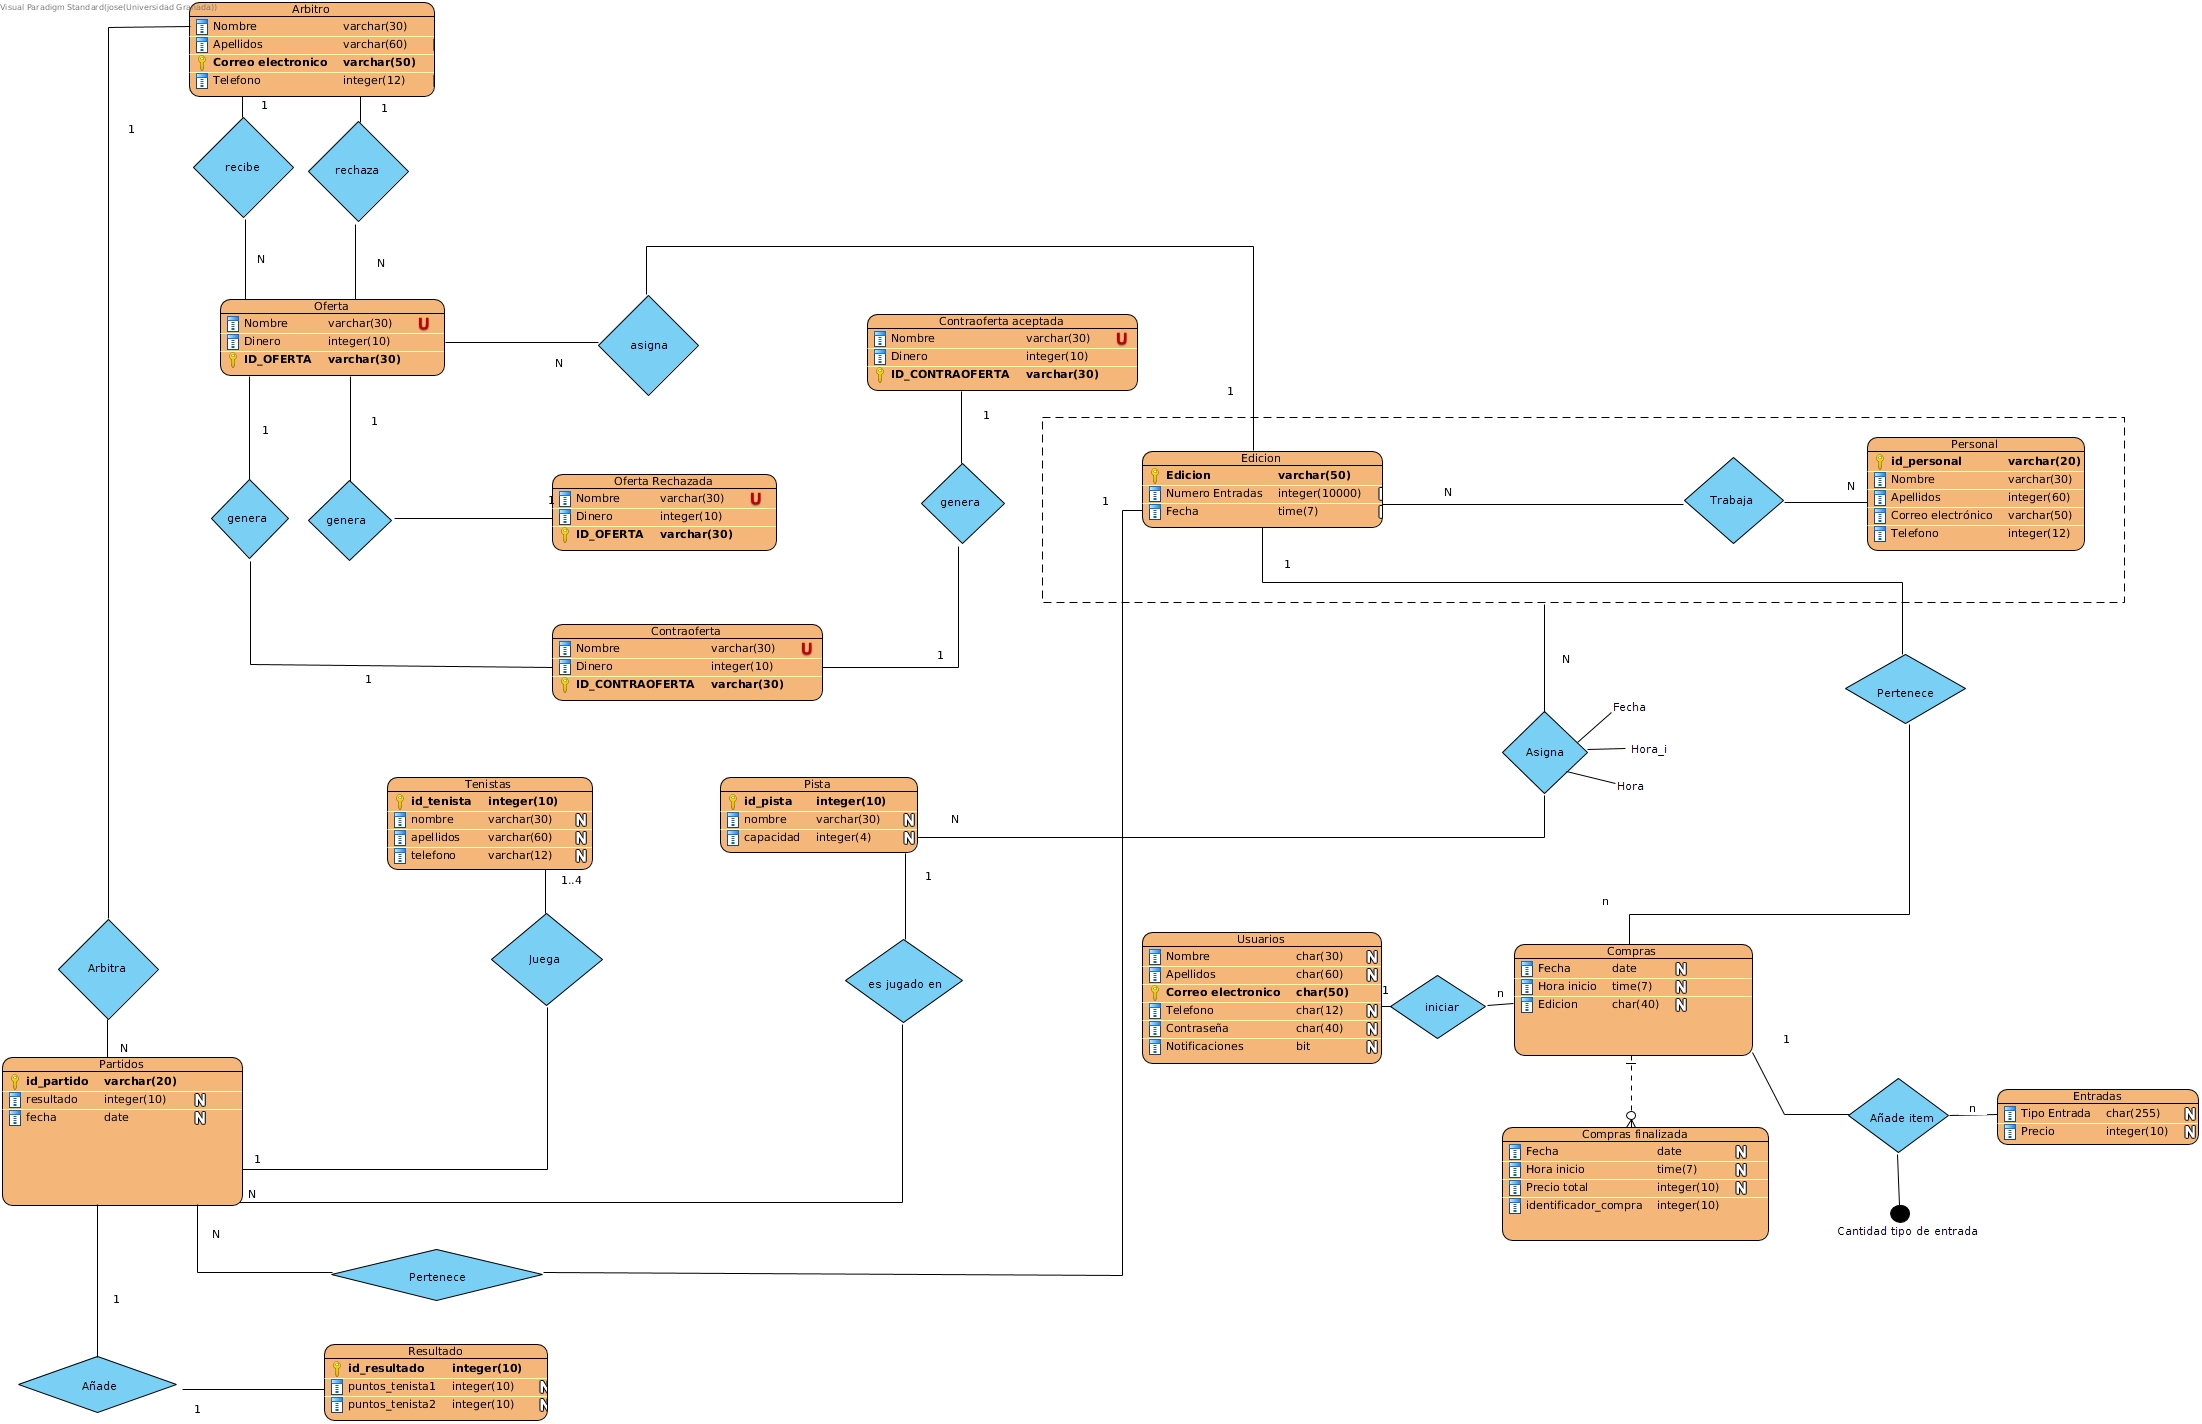 Visual Paradigm Standard(jose(Universidad Granada))
Arbitro
Nombre varchar(30)
Apellidos varchar(60)
Correo electronico varchar(50)
Telefono integer(12)
1
1
1
recibe
rechaza
N
N
Oferta
Nombre varchar(30) U
Dinero integer(10)
ID_OFERTA varchar(30)
asigna
N
1
Contraoferta aceptada
Nombre varchar(30) U
Dinero integer(10)
ID_CONTRAOFERTA varchar(30)
1
1
1
genera
genera
genera
1
Oferta Rechazada
Nombre varchar(30) U
Dinero integer(10)
ID_OFERTA varchar(30)
1
Edicion
Edicion varchar(50)
Numero Entradas integer(10000)
Fecha time(7)
N
Trabaja
N
Personal
id_personal varchar(20)
Nombre varchar(30)
Apellidos integer(60)
Correo electrónico varchar(50)
Telefono integer(12)
1
Contraoferta
Nombre varchar(30) U
Dinero integer(10)
ID_CONTRAOFERTA varchar(30)
1
1
N
Pertenece
Asigna
Fecha
Hora_i
Hora
Tenistas
id_tenista integer(10)
nombre varchar(30) N
apellidos varchar(60) N
telefono varchar(12) N
Pista
id_pista integer(10)
nombre varchar(30) N
capacidad integer(4) N
N
1..4
1
n
Arbitra
Juega
es jugado en
Usuarios
Nombre char(30) N
Apellidos char(60) N
Correo electronico char(50)
Telefono char(12) N
Contraseña char(40) N
Notificaciones bit N
1
iniciar
n
Compras
Fecha date N
Hora inicio time(7) N
Edicion char(40) N
1
N
Partidos
id_partido varchar(20)
resultado integer(10) N
fecha date N
Añade item
n
Entradas
Tipo Entrada char(255) N
Precio integer(10) N
Compras finalizada
Fecha date N
Hora inicio time(7) N
Precio total integer(10) N
identificador_compra integer(10)
Cantidad tipo de entrada
1
N
N
Pertenece
1
Añade
1
Resultado
id_resultado integer(10)
puntos_tenista1 integer(10) N
puntos_tenista2 integer(10) N